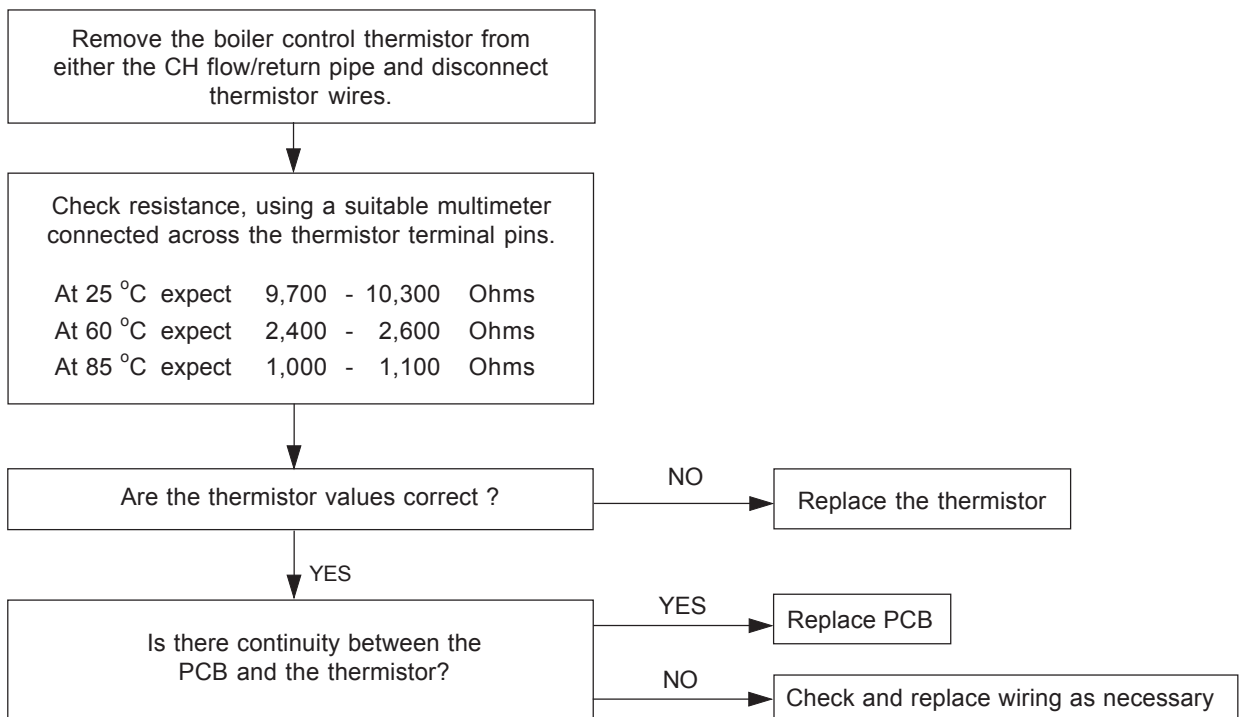 Remove the boiler control thermistor from
either the CH flow/return pipe and disconnect
thermistor wires.
Check resistance, using a suitable multimeter
connected across the thermistor terminal pins.
At 25 °C expect 9,700 - 10,300 Ohms
At 60 °C expect 2,400 - 2,600 Ohms
At 85 °C expect 1,000 - 1,100 Ohms
Are the thermistor values correct ?
NO
Replace the thermistor
YES
Is there continuity between the
PCB and the thermistor?
YES
Replace PCB
NO
Check and replace wiring as necessary